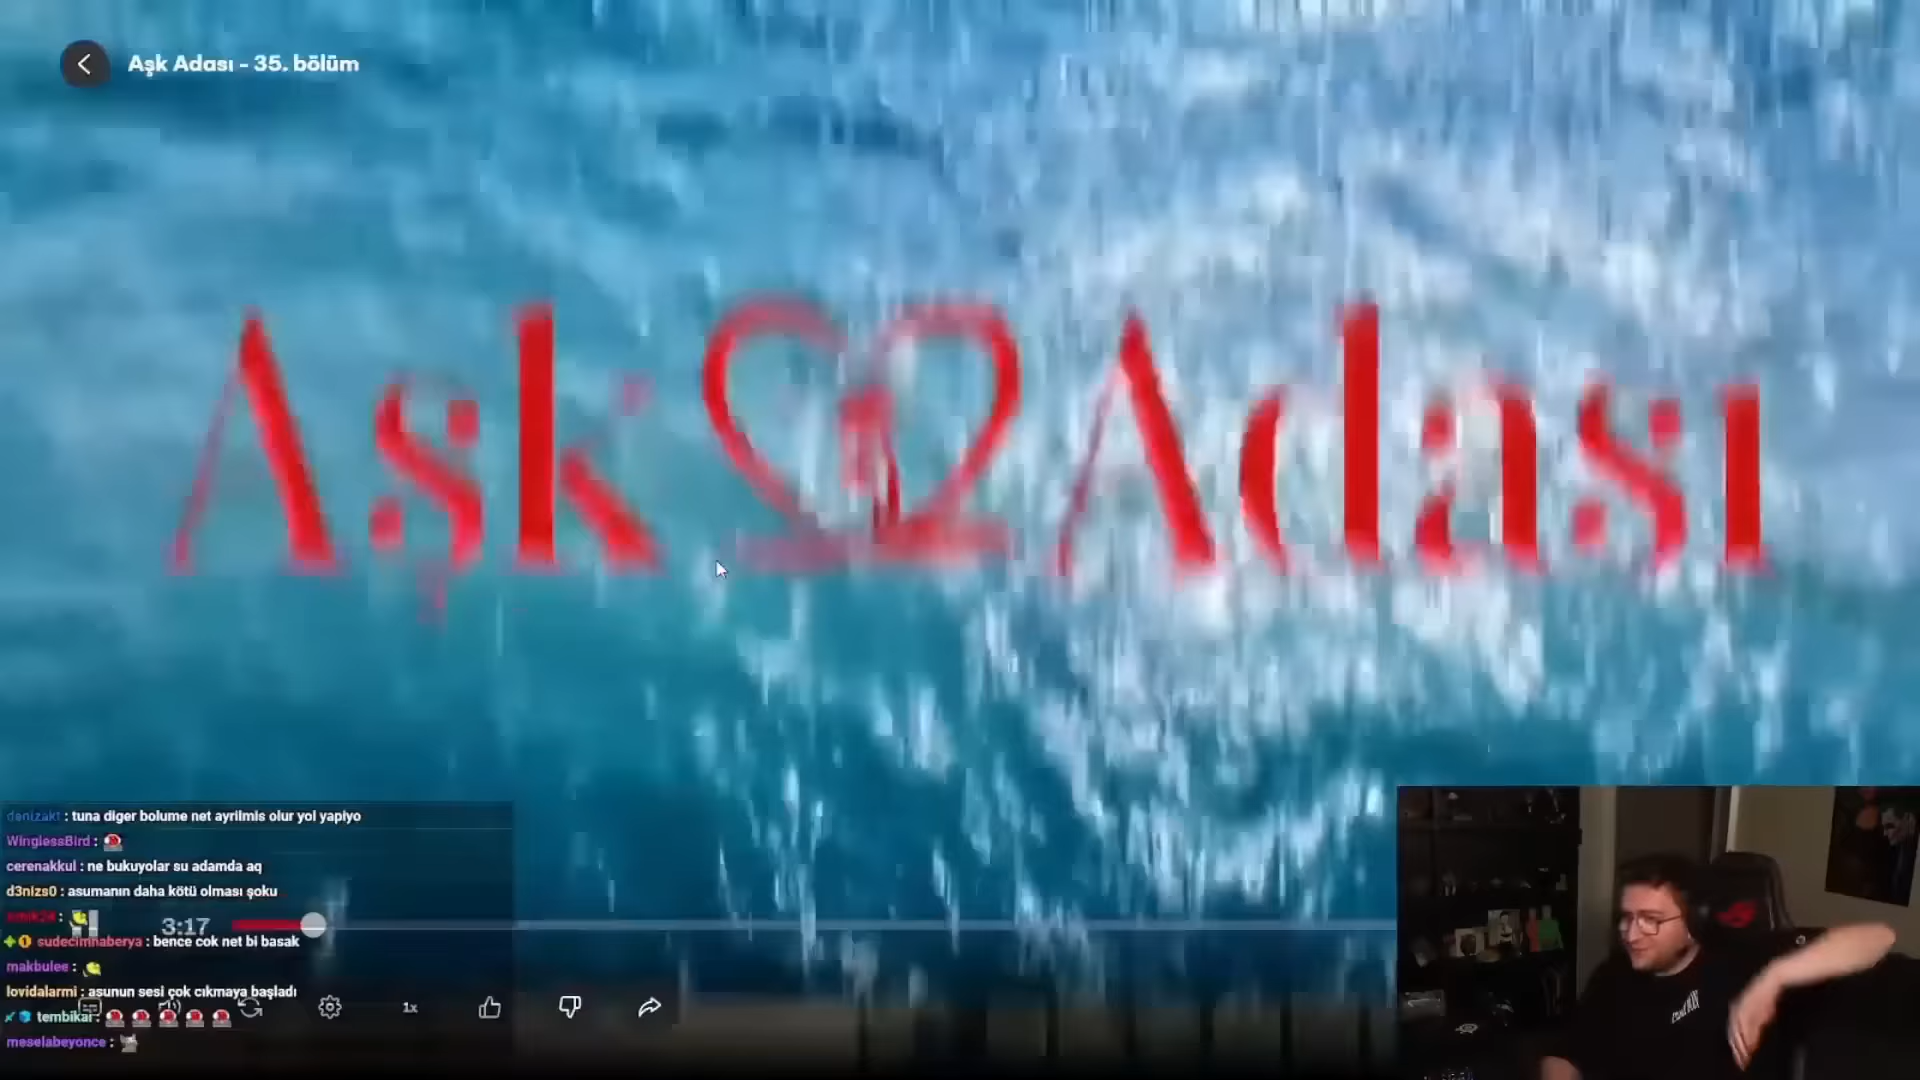 Aşk Adası - 35. bölüm
Aşk Adası
denizakt : tuna diger bolume net ayrilmis olur yol yapiyo
WinglessBird :
cerenakkul : ne bukuyolar su adamda aq
d3nizs0 : asumanın daha kötü olması şoku
3:17
sudecimhaberya : bence cok net bi basak
makbulee :
lovidalarmi : asunun sesi çok cıkmaya başladı
1x
tembikar :
meselabeyonce :